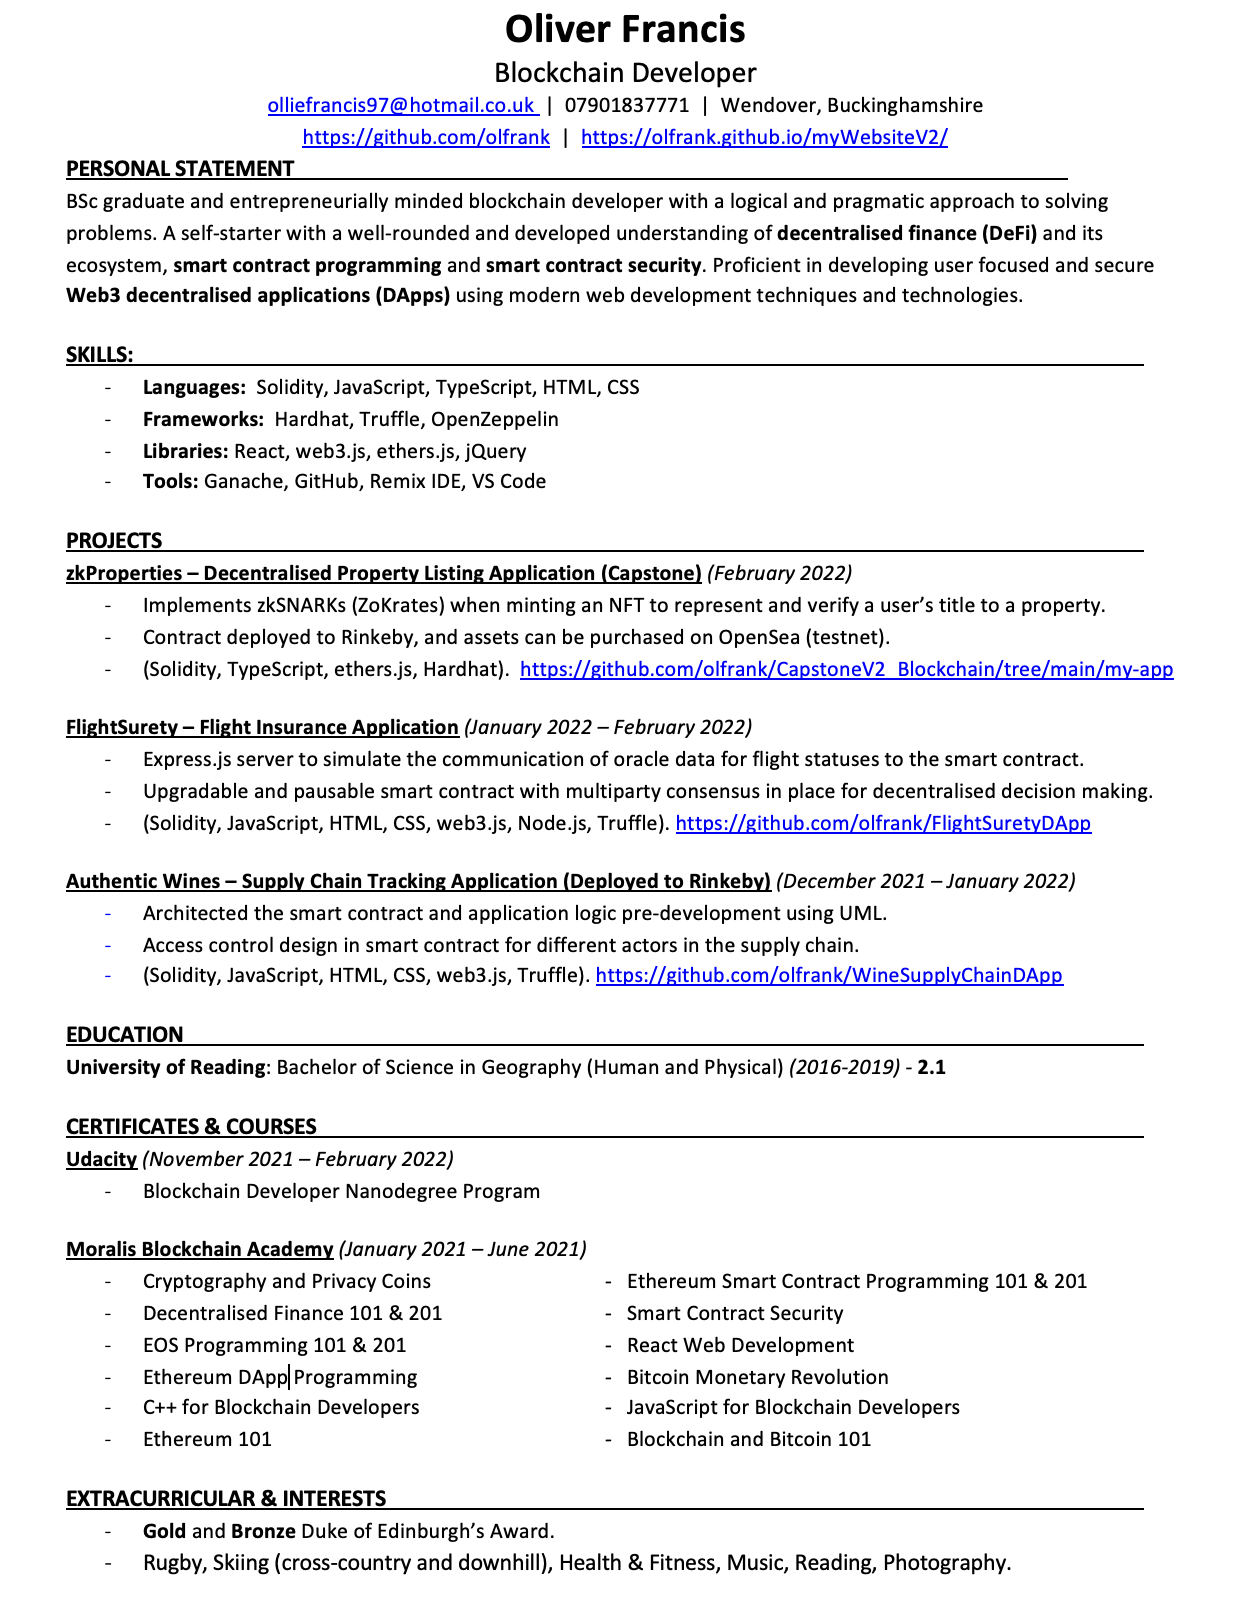 Oliver Francis
Blockchain Developer
olliefrancis97@hotmail.co.uk | 07901837771 | Wendover, Buckinghamshire
https://github.com/olfrank | https://olfrank.github.io/myWebsiteV2/
PERSONAL STATEMENT
BSc graduate and entrepreneurially minded blockchain developer with a logical and pragmatic approach to solving
problems. A self-starter with a well-rounded and developed understanding of decentralised finance (DeFi) and its
ecosystem, smart contract programming and smart contract security. Proficient in developing user focused and secure
Web3 decentralised applications (DApps) using modern web development techniques and technologies.
SKILLS:
- Languages: Solidity, JavaScript, TypeScript, HTML, CSS
- Frameworks: Hardhat, Truffle, OpenZeppelin
- Libraries: React, web3.js, ethers.js, jQuery
- Tools: Ganache, GitHub, Remix IDE, VS Code
PROJECTS
zkProperties – Decentralised Property Listing Application (Capstone) (February 2022)
- Implements zkSNARKs (ZoKrates) when minting an NFT to represent and verify a user’s title to a property.
- Contract deployed to Rinkeby, and assets can be purchased on OpenSea (testnet).
- (Solidity, TypeScript, ethers.js, Hardhat). https://github.com/olfrank/CapstoneV2_Blockchain/tree/main/my-app
FlightSurety – Flight Insurance Application (January 2022 – February 2022)
- Express.js server to simulate the communication of oracle data for flight statuses to the smart contract.
- Upgradable and pausable smart contract with multiparty consensus in place for decentralised decision making.
- (Solidity, JavaScript, HTML, CSS, web3.js, Node.js, Truffle). https://github.com/olfrank/FlightSuretyDApp
Authentic Wines – Supply Chain Tracking Application (Deployed to Rinkeby) (December 2021 – January 2022)
- Architected the smart contract and application logic pre-development using UML.
- Access control design in smart contract for different actors in the supply chain.
- (Solidity, JavaScript, HTML, CSS, web3.js, Truffle). https://github.com/olfrank/WineSupplyChainDApp
EDUCATION
University of Reading: Bachelor of Science in Geography (Human and Physical) (2016-2019) - 2.1
CERTIFICATES & COURSES
Udacity (November 2021 – February 2022)
- Blockchain Developer Nanodegree Program
Moralis Blockchain Academy (January 2021 – June 2021)
- Cryptography and Privacy Coins - Ethereum Smart Contract Programming 101 & 201
- Decentralised Finance 101 & 201 - Smart Contract Security
- EOS Programming 101 & 201 - React Web Development
- Ethereum DApp Programming - Bitcoin Monetary Revolution
- C++ for Blockchain Developers - JavaScript for Blockchain Developers
- Ethereum 101 - Blockchain and Bitcoin 101
EXTRACURRICULAR & INTERESTS
- Gold and Bronze Duke of Edinburgh’s Award.
- Rugby, Skiing (cross-country and downhill), Health & Fitness, Music, Reading, Photography.